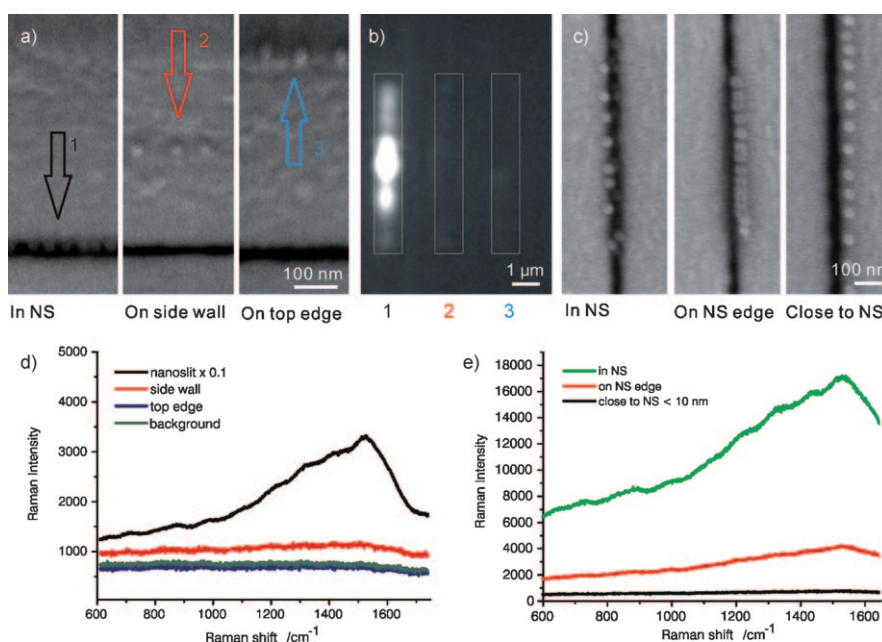 a)
1
2
3
100 nm
In NS
On side wall
On top edge
b)
1 µm
1
2
3
c)
100 nm
In NS
On NS edge
Close to NS
d)
5000
4000
3000
2000
1000
Raman Intensity
nanoslit x 0.1
side wall
top edge
background
600
800
1000
1200
1400
1600
Raman shift /cm-1
e)
18000
16000
14000
12000
10000
8000
6000
4000
2000
0
Raman Intensity
in NS
on NS edge
close to NS < 10 nm
600
800
1000
1200
1400
1600
Raman shift /cm-1